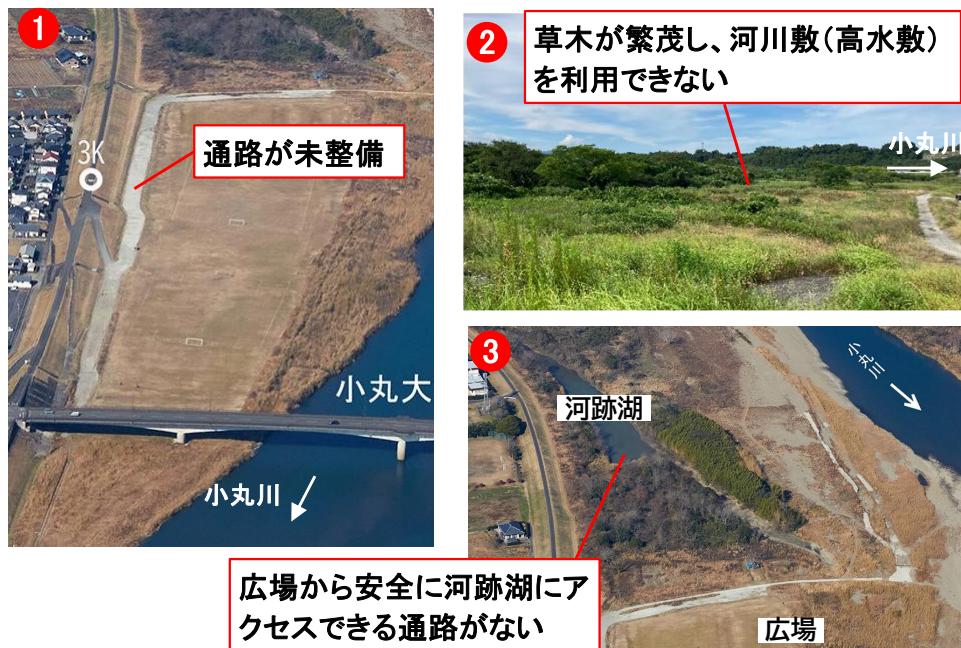 1
3K
通路が未整備
小丸大
小丸川
2
草木が繁茂し、河川敷（高水敷）
を利用できない
小丸川
3
小丸川
河跡湖
広場から安全に河跡湖にア
クセスできる通路がない
広場